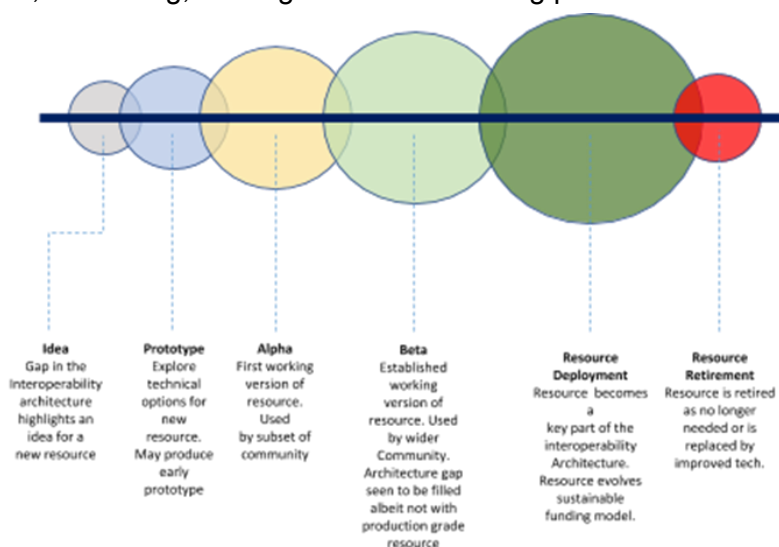 Idea
Gap in the
Interoperability
architecture
highlights an
idea for a
new resource
Prototype
Explore
technical
options for
new
resource.
May produce
early
prototype
Alpha
First working
version of
resource.
Used
by subset of
community
Beta
Established
working
version of
resource. Used
by wider
Community.
Architecture gap
seen to be filled
albeit not with
production grade
resource
Resource
Deployment
Resource becomes
a
key part of the
interoperability
Architecture.
Resource evolves
sustainable
funding model.
Resource
Retirement
Resource is retired
as no longer
needed or is
replaced by
improved tech.